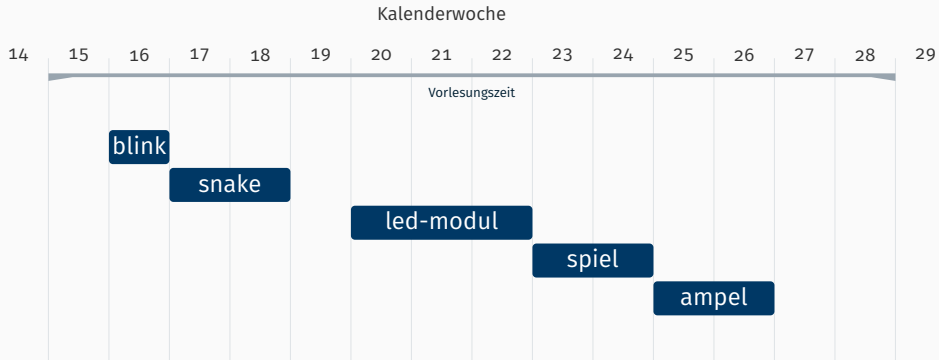 Kalenderwoche
14 15 16 17 18 19 20 21 22 23 24 25 26 27 28 29
Vorlesungszeit
blink
snake
led-modul
spiel
ampel